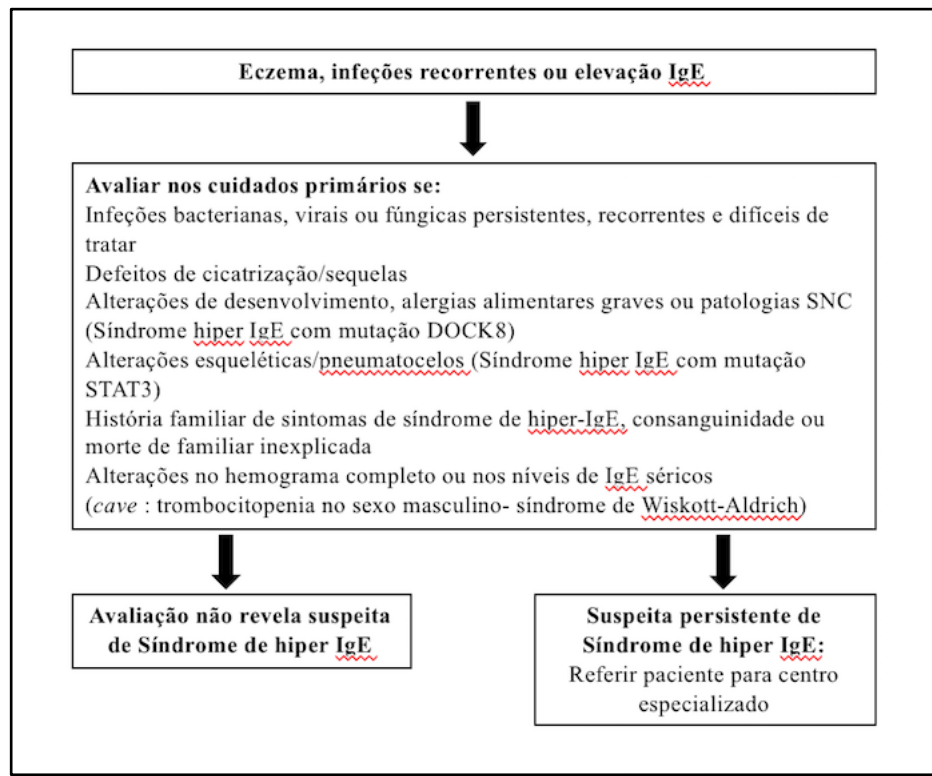 Eczema, infeções recorrentes ou elevação IgE
Avaliar nos cuidados primários se:
Infeções bacterianas, virais ou fúngicas persistentes, recorrentes e difíceis de
tratar
Defeitos de cicatrização/sequelas
Alterações de desenvolvimento, alergias alimentares graves ou patologias SNC
(Síndrome hiper IgE com mutação DOCK8)
Alterações esqueléticas/pneumatocelos (Síndrome hiper IgE com mutação
STAT3)
História familiar de sintomas de síndrome de hiper-IgE, consanguinidade ou
morte de familiar inexplicada
Alterações no hemograma completo ou nos níveis de IgE séricos
(cave : trombocitopenia no sexo masculino- síndrome de Wiskott-Aldrich)
Avaliação não revela suspeita
de Síndrome de hiper IgE
Suspeita persistente de
Síndrome de hiper IgE:
Referir paciente para centro
especializado